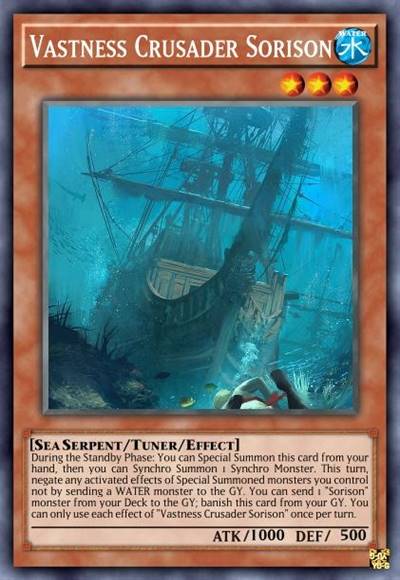 VASTNESS CRUSADER SORISON
WATER
水
[SEA SERPENT/TUNER/EFFECT]
During the Standby Phase: You can Special Summon this card from your
hand, then you can Synchro Summon 1 Synchro Monster. This turn,
negate any activated effects of Special Summoned monsters you control
not by sending a WATER monster to the GY. You can send 1 "Sorison"
monster from your Deck to the GY; banish this card from your GY. You
can only use each effect of "Vastness Crusader Sorison" once per turn.
ATK/1000 DEF/ 500